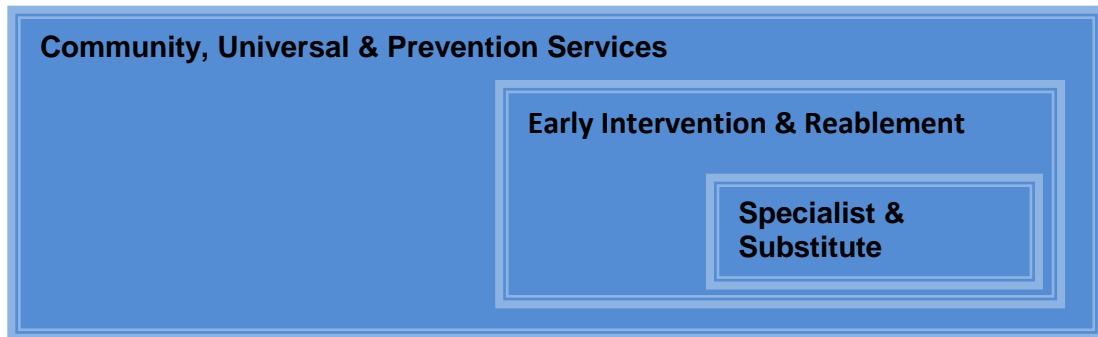 Community, Universal & Prevention Services
Early Intervention & Reablement
Specialist &
Substitute